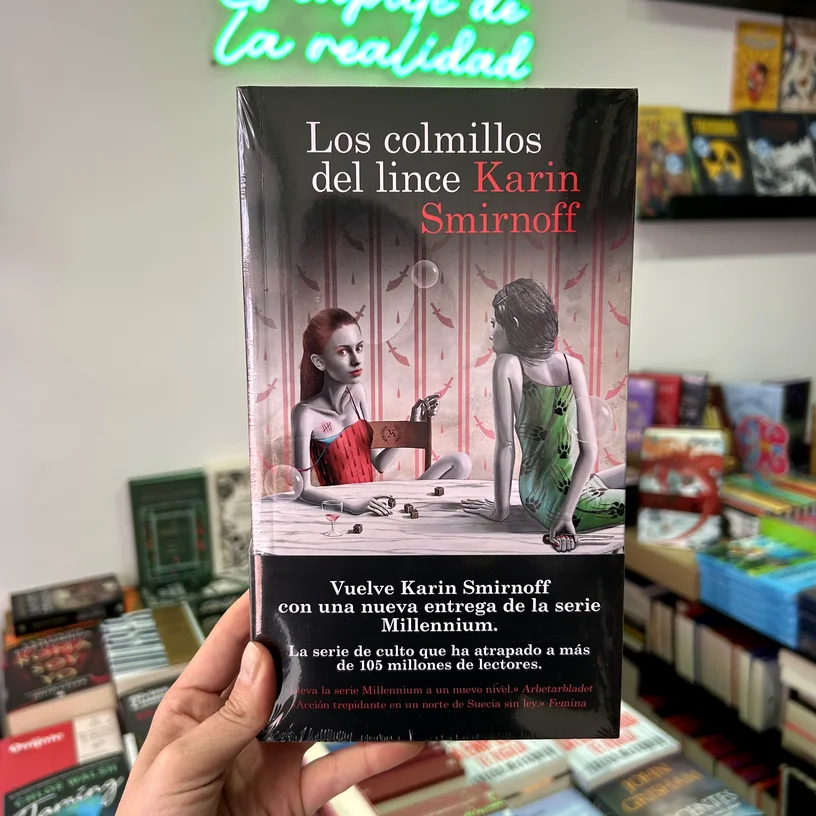 la realidad
Los colmillos
del lince Karin
Smirnoff
Vuelve Karin Smirnoff
con una nueva entrega de la serie
Millennium.
La serie de culto que ha atrapado a más
de 105 millones de lectores.
lleva la serie Millennium a un nuevo nivel.» Arbetarbladet
Acción trepidante en un norte de Suecia sin ley.» Femina
JOHN
GRISHAM